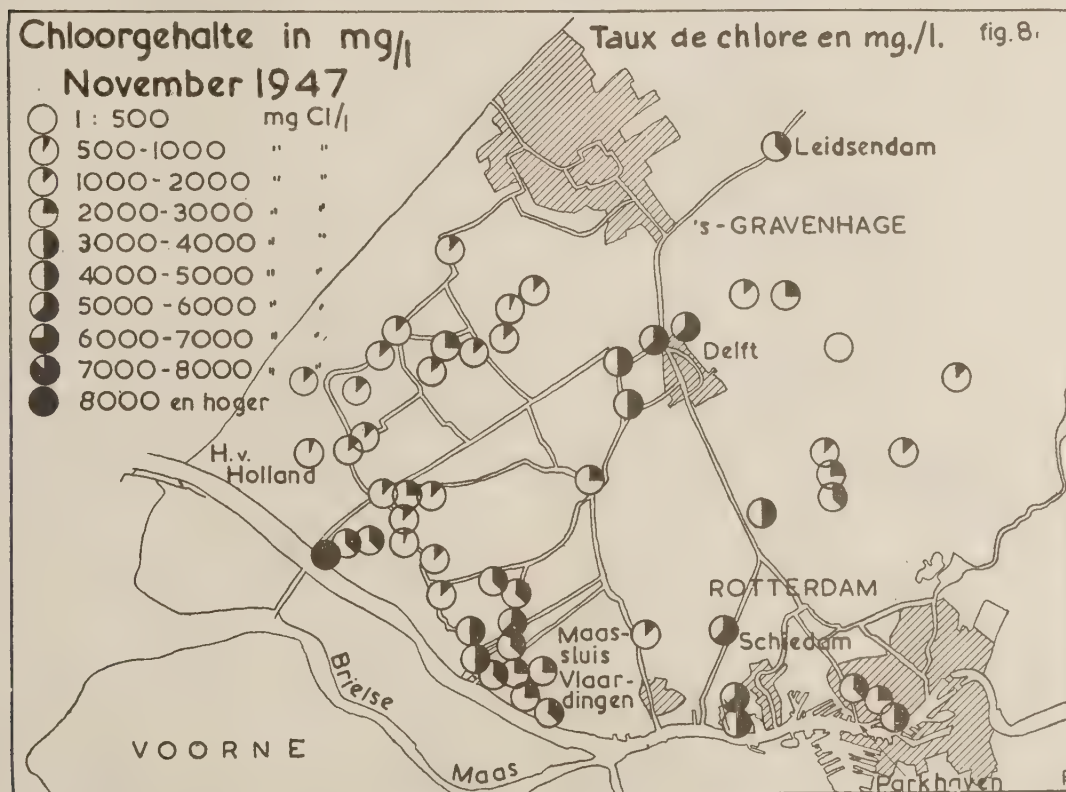 Chloorgehalte in mg/l
November 1947
1 : 500 mg Cl/l
500-1000 " "
1000-2000 " "
2000-3000 " "
3000-4000 " "
4000-5000 " "
5000-6000 " "
6000-7000 " "
7000-8000 " "
8000 en hoger
Taux de chlore en mg./l.
fig. 8.
Leidsendam
's-GRAVENHAGE
Delft
H.v.
Holland
ROTTERDAM
Maas-
sluis
Schiedam
Vlaar-
dingen
Brielse
Maas
VOORNE
Parkhaven